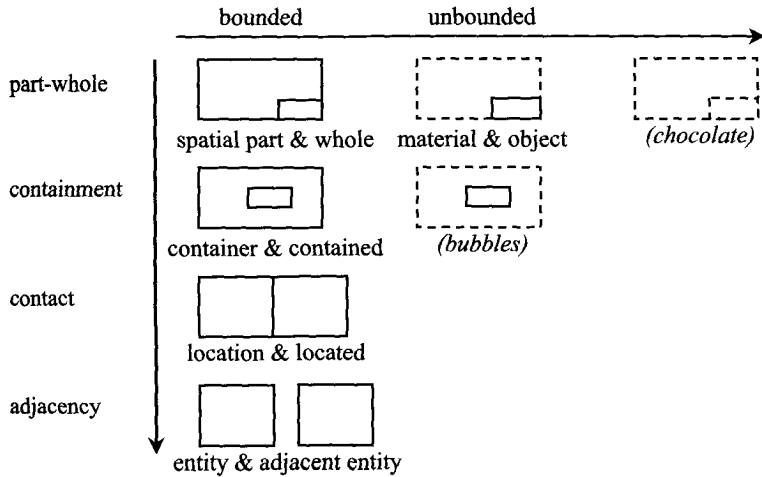 bounded unbounded
part-whole
spatial part & whole material & object (chocolate)
containment
container & contained (bubbles)
contact
location & located
adjacency
entity & adjacent entity